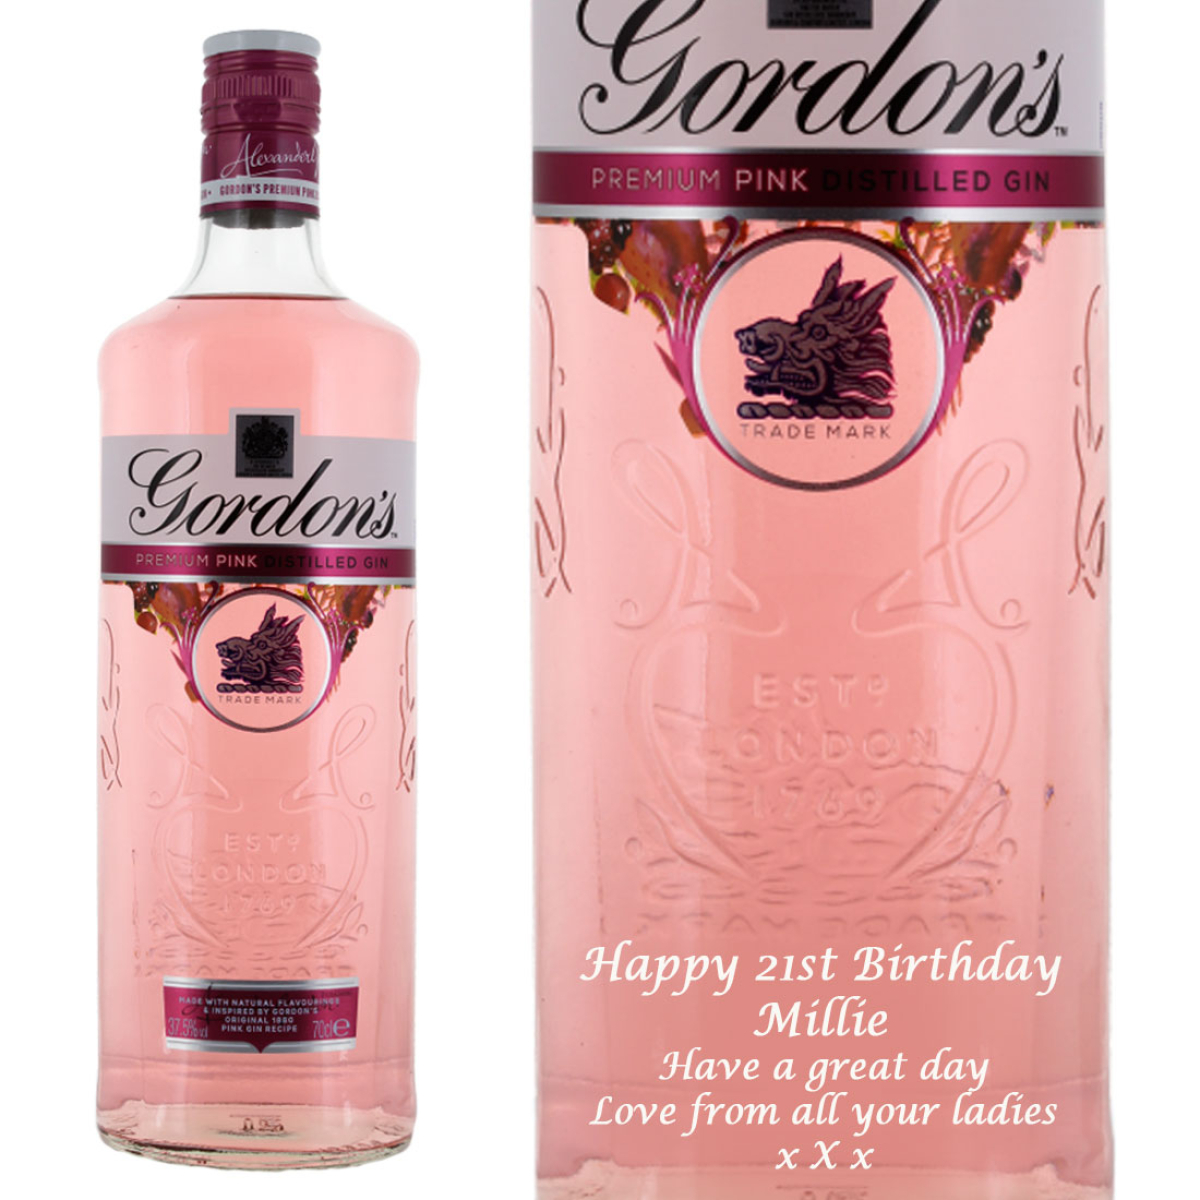 Alexander
GORDON'S PREMIUM PINK
Gordon's
PREMIUM PINK DISTILLED GIN
TRADE MARK
ESTD
LONDON
1769
MADE WITH NATURAL FLAVOURINGS
& INSPIRED BY GORDON'S
ORIGINAL 1880
PINK GIN RECIPE
37.5%vol
70cl e
Gordon's™
PREMIUM PINK DISTILLED GIN
TRADE MARK
ESTD
LONDON
1769
Happy 21st Birthday
Millie
Have a great day
Love from all your ladies
x X x